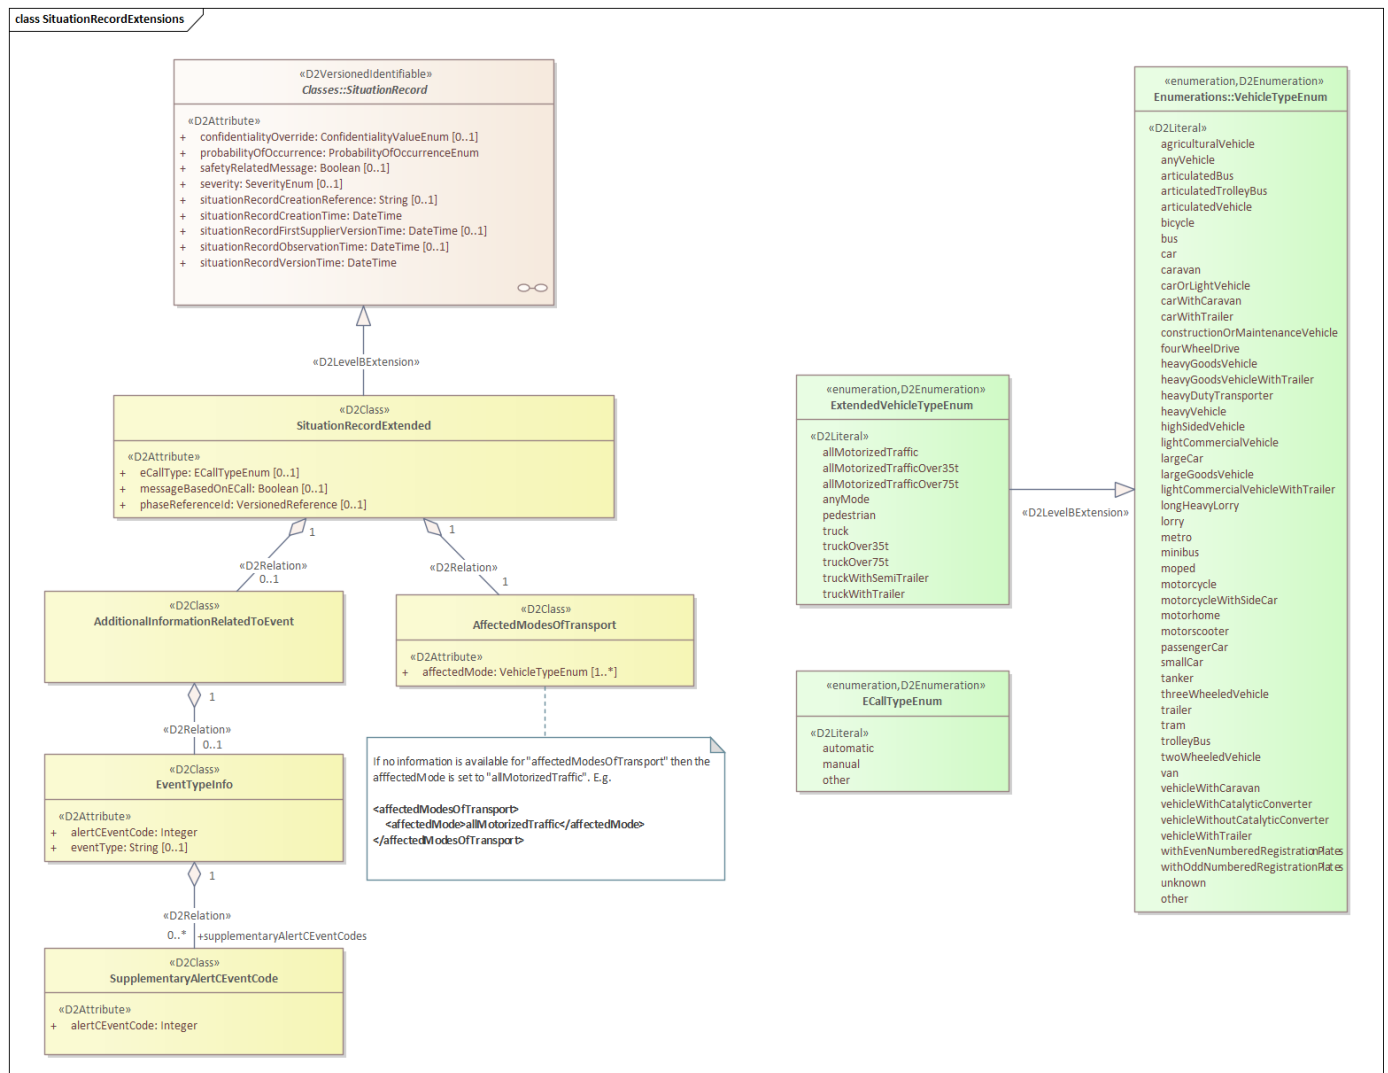 class SituationRecordExtensions
«D2VersionedIdentifiable»
Classes::SituationRecord
«D2Attribute»
+ confidentialityOverride: ConfidentialityValueEnum [0..1]
+ probabilityOfOccurrence: ProbabilityOfOccurrenceEnum
+ safetyRelatedMessage: Boolean [0..1]
+ severity: SeverityEnum [0..1]
+ situationRecordCreationReference: String [0..1]
+ situationRecordCreationTime: DateTime
+ situationRecordFirstSupplierVersionTime: DateTime [0..1]
+ situationRecordObservationTime: DateTime [0..1]
+ situationRecordVersionTime: DateTime
«D2LevelBExtension»
«D2Class»
SituationRecordExtended
«D2Attribute»
+ eCallType: ECallTypeEnum [0..1]
+ messageBasedOnECall: Boolean [0..1]
+ phaseReferenceId: VersionedReference [0..1]
1
1
«D2Relation»
0..1
«D2Relation»
1
«D2Class»
AdditionalInformationRelatedToEvent
«D2Class»
AffectedModesOfTransport
«D2Attribute»
+ affectedMode: VehicleTypeEnum [1..*]
1
«D2Relation»
0..1
If no information is available for "affectedModesOfTransport" then the
afffectedMode is set to "allMotorizedTraffic". E.g.
<affectedModesOfTransport>
<affectedMode>allMotorizedTraffic</affectedMode>
</affectedModesOfTransport>
«D2Class»
EventTypeInfo
«D2Attribute»
+ alertCEventCode: Integer
+ eventType: String [0..1]
1
«D2Relation»
0..* +supplementaryAlertCEventCodes
«D2Class»
SupplementaryAlertCEventCode
«D2Attribute»
+ alertCEventCode: Integer
«enumeration,D2Enumeration»
ExtendedVehicleTypeEnum
«D2Literal»
allMotorizedTraffic
allMotorizedTrafficOver35t
allMotorizedTrafficOver75t
anyMode
pedestrian
truck
truckOver35t
truckOver75t
truckWithSemiTrailer
truckWithTrailer
«D2LevelBExtension»
«enumeration,D2Enumeration»
ECallTypeEnum
«D2Literal»
automatic
manual
other
«enumeration,D2Enumeration»
Enumerations::VehicleTypeEnum
«D2Literal»
agriculturalVehicle
anyVehicle
articulatedBus
articulatedTrolleyBus
articulatedVehicle
bicycle
bus
car
caravan
carOrLightVehicle
carWithCaravan
carWithTrailer
constructionOrMaintenanceVehicle
fourWheelDrive
heavyGoodsVehicle
heavyGoodsVehicleWithTrailer
heavyDutyTransporter
heavyVehicle
highSidedVehicle
lightCommercialVehicle
largeCar
largeGoodsVehicle
lightCommercialVehicleWithTrailer
longHeavyLorry
lorry
metro
minibus
moped
motorcycle
motorcycleWithSideCar
motorhome
motorscooter
passengerCar
smallCar
tanker
threeWheeledVehicle
trailer
tram
trolleyBus
twoWheeledVehicle
van
vehicleWithCaravan
vehicleWithCatalyticConverter
vehicleWithoutCatalyticConverter
vehicleWithTrailer
withEvenNumberedRegistrationPlates
withOddNumberedRegistrationPlates
unknown
other